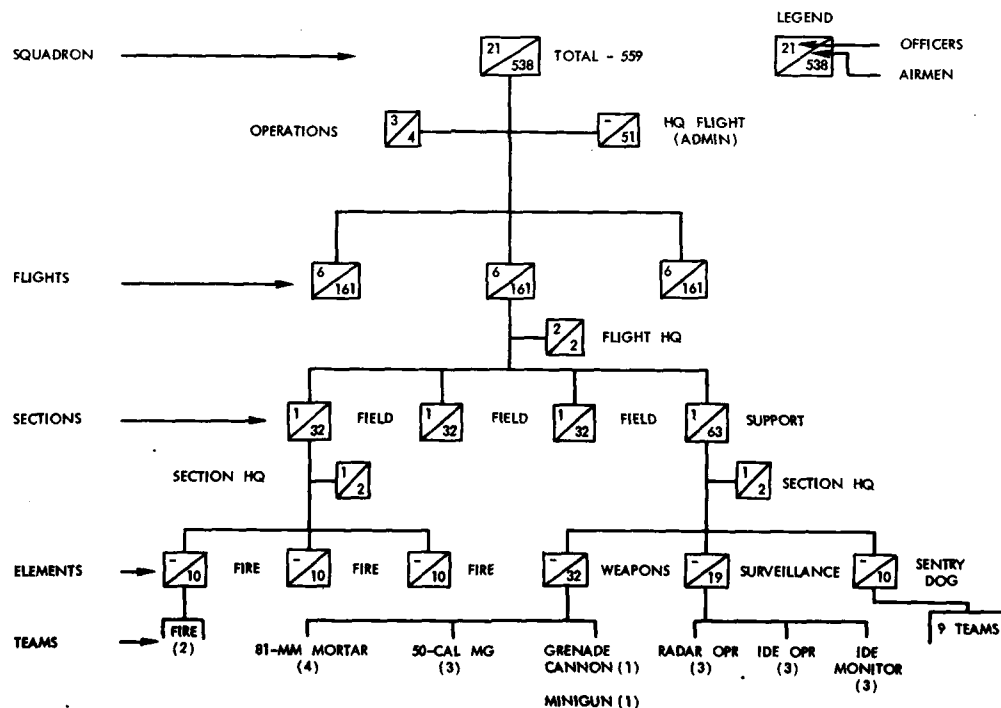 LEGEND
SQUADRON
21
538
TOTAL - 559
21
538
OFFICERS
AIRMEN
OPERATIONS
3
4
-
51
HQ FLIGHT
(ADMIN)
FLIGHTS
6
161
6
161
6
161
2
2
FLIGHT HQ
SECTIONS
1
32
FIELD
1
32
FIELD
1
32
FIELD
1
63
SUPPORT
SECTION HQ
1
2
1
2
SECTION HQ
ELEMENTS
-
10
FIRE
-
10
FIRE
-
10
FIRE
-
32
WEAPONS
-
19
SURVEILLANCE
-
10
SENTRY
DOG
TEAMS
FIRE
(2)
81-MM MORTAR
(4)
50-CAL MG
(3)
GRENADE
CANNON (1)
MINIGUN (1)
RADAR OPR
(3)
IDE OPR
(3)
IDE
MONITOR
(3)
9 TEAMS